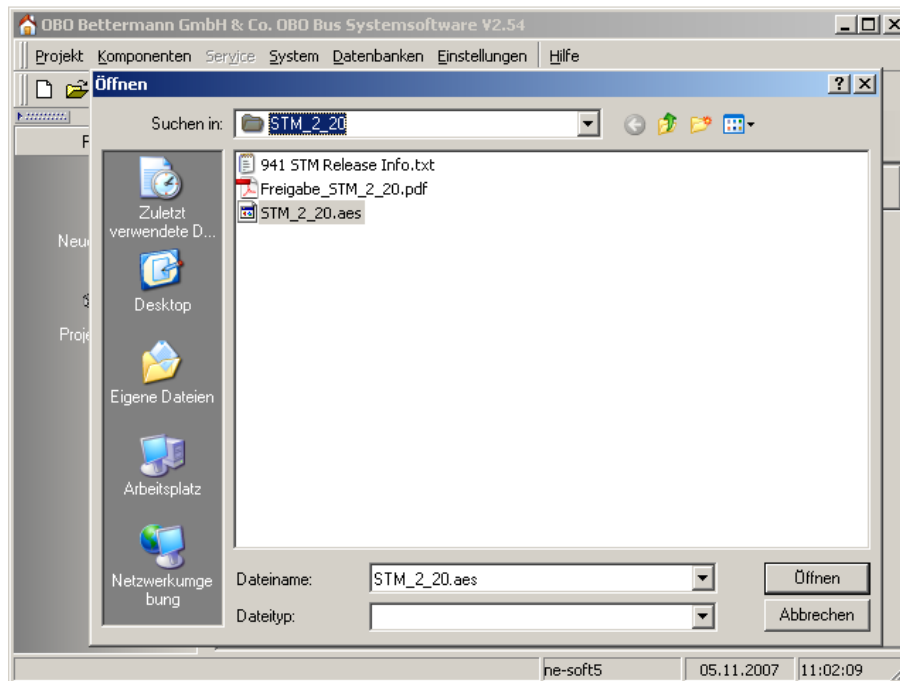 OBO Bettermann GmbH & Co. OBO Bus Systemsoftware V2.54
Projekt Komponenten Service System Datenbanken Einstellungen Hilfe
Öffnen
Suchen in: STM_2_20
941 STM Release Info.txt
Freigabe_STM_2_20.pdf
STM_2_20.aes
Zuletzt
verwendete D...
Desktop
Eigene Dateien
Arbeitsplatz
Netzwerkumge
bung
Dateiname: STM_2_20.aes Öffnen
Dateityp: Abbrechen
ne-soft5 05.11.2007 11:02:09